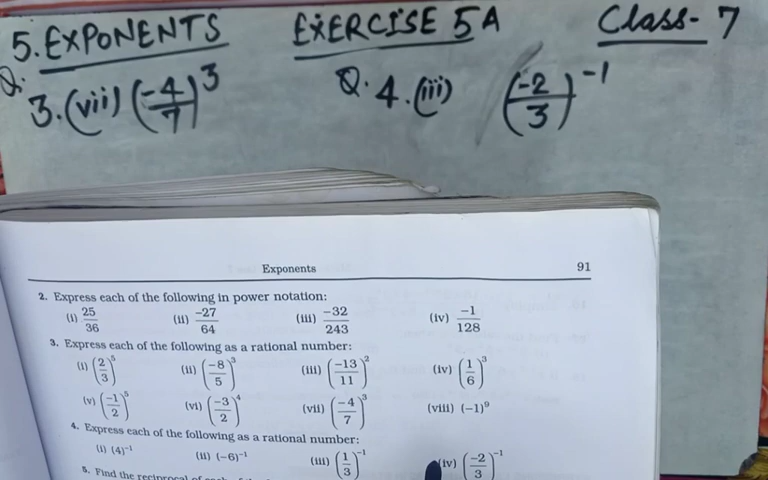 5. EXPONENTS EXERCISE 5A Class- 7
Q. 3. (vii) (-4/7)³ Q. 4. (iii) (-2/3)⁻¹
Exponents 91
2. Express each of the following in power notation:
(i) 25/36 (ii) -27/64 (iii) -32/243 (iv) -1/128
3. Express each of the following as a rational number:
(i) (2/3)⁵ (ii) (-8/5)³ (iii) (-13/11)² (iv) (1/6)³
(v) (-1/2)⁵ (vi) (-3/2)⁴ (vii) (-4/7)³ (viii) (-1)⁹
4. Express each of the following as a rational number:
(i) (4)⁻¹ (ii) (-6)⁻¹ (iii) (1/3)⁻¹ (iv) (-2/3)⁻¹
5. Find the reciprocal of each of the